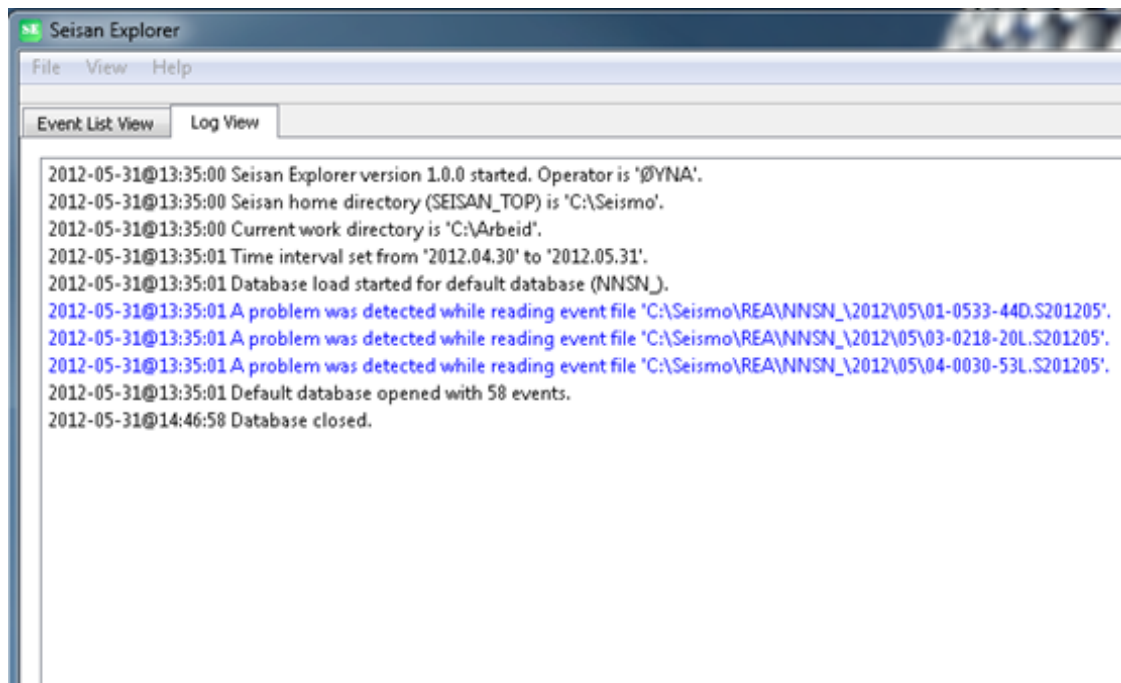 SE Seisan Explorer
File View Help
Event List View Log View
2012-05-31@13:35:00 Seisan Explorer version 1.0.0 started. Operator is 'ØYNA'.
2012-05-31@13:35:00 Seisan home directory (SEISAN_TOP) is 'C:\Seismo'.
2012-05-31@13:35:00 Current work directory is 'C:\Arbeid'.
2012-05-31@13:35:01 Time interval set from '2012.04.30' to '2012.05.31'.
2012-05-31@13:35:01 Database load started for default database (NNSN_).
2012-05-31@13:35:01 A problem was detected while reading event file 'C:\Seismo\REA\NNSN_\2012\05\01-0533-44D.S201205'.
2012-05-31@13:35:01 A problem was detected while reading event file 'C:\Seismo\REA\NNSN_\2012\05\03-0218-20L.S201205'.
2012-05-31@13:35:01 A problem was detected while reading event file 'C:\Seismo\REA\NNSN_\2012\05\04-0030-53L.S201205'.
2012-05-31@13:35:01 Default database opened with 58 events.
2012-05-31@14:46:58 Database closed.